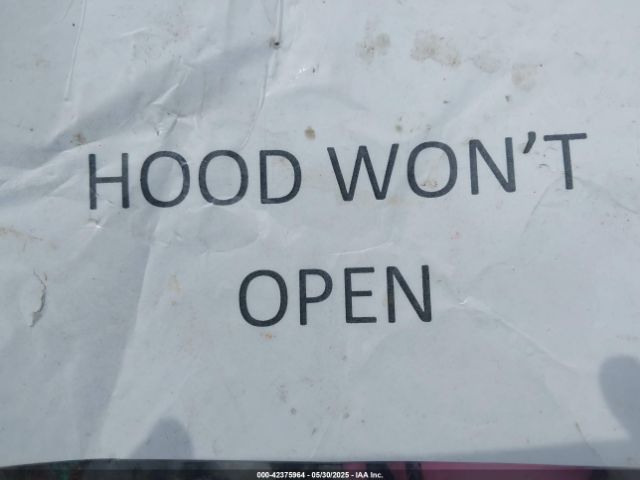 HOOD WON'T
OPEN
000-42375964 - 05/30/2025 - IAA Inc.